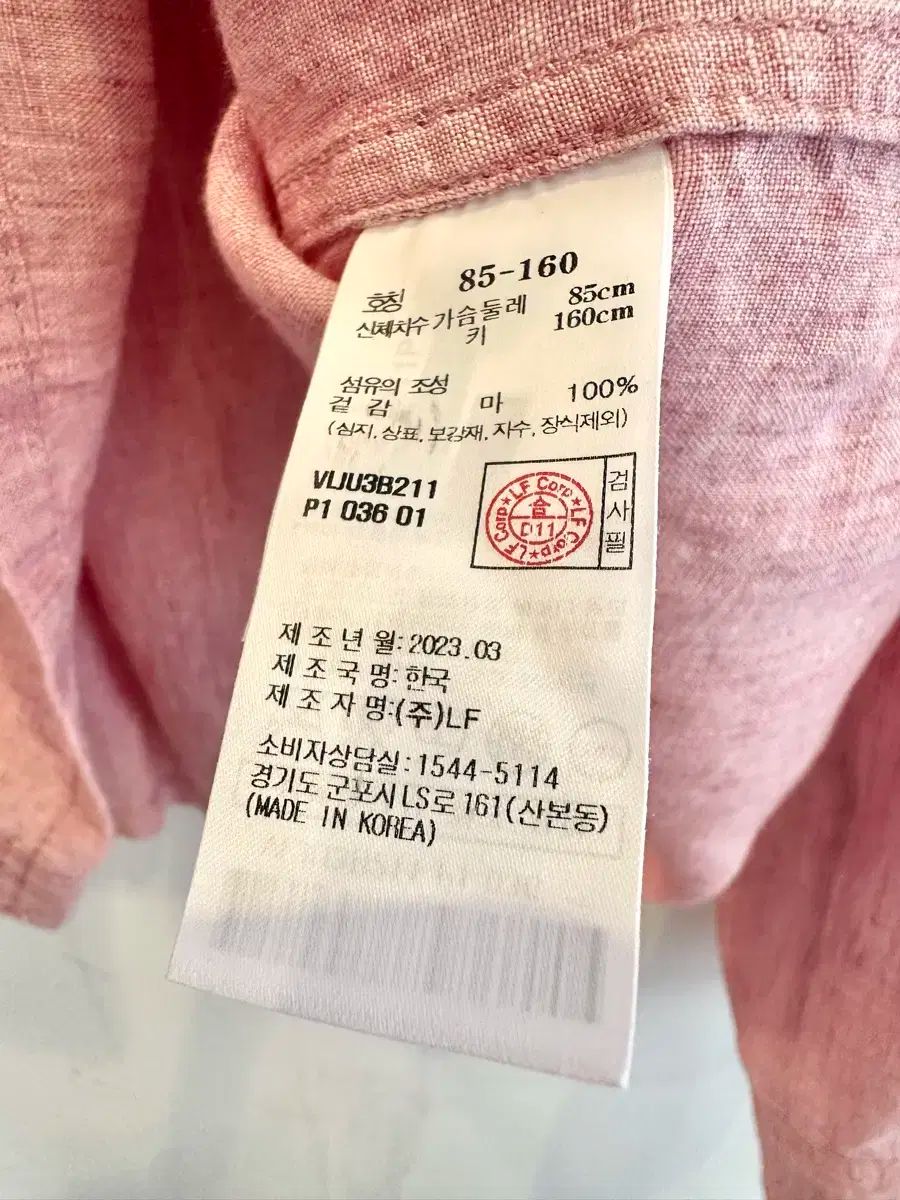 호칭 85-160
신체치수 가슴둘레 85cm
키 160cm
섬유의 조성
겉 감 마 100%
(심지, 상표, 보강재, 자수, 장식제외)
VLJU3B211
P1 036 01
LF Corp★LF Corp★LF Corp★
合
D11
검사필
제 조 년 월: 2023.03
제 조 국 명: 한국
제 조 자 명:(주)LF
소비자상담실: 1544-5114
경기도 군포시 LS로 161(산본동)
(MADE IN KOREA)